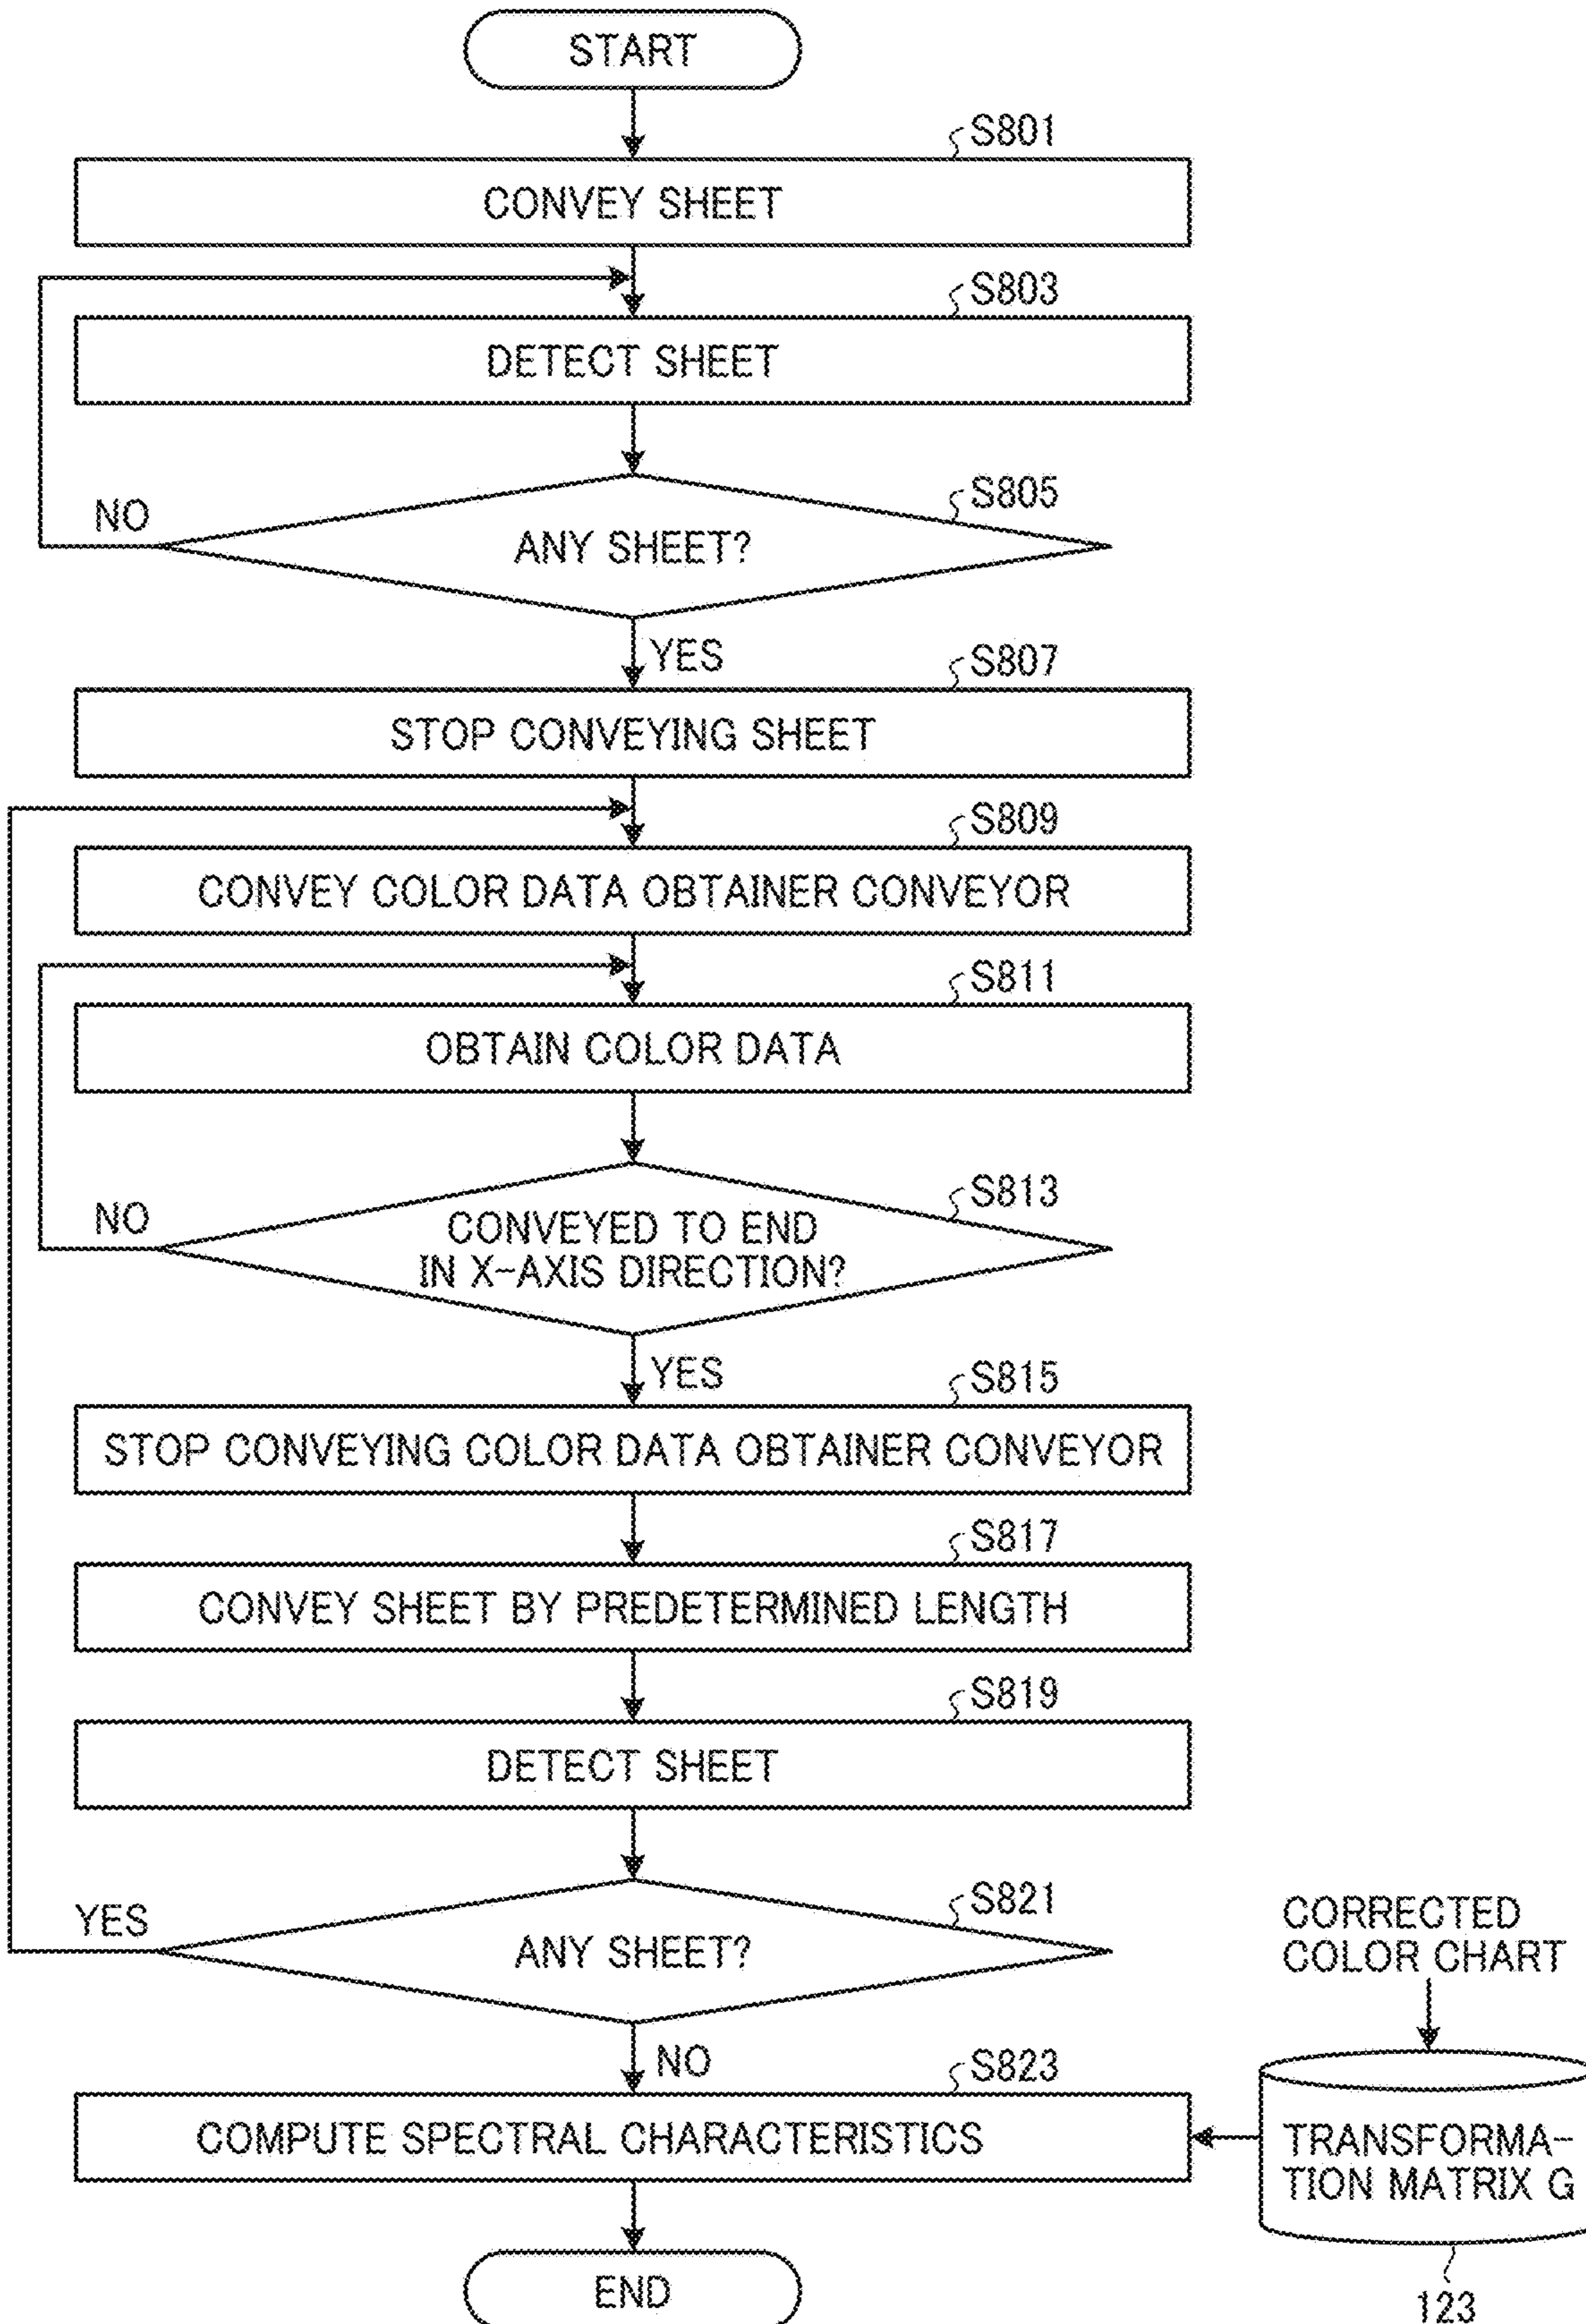 START
S801
CONVEY SHEET
S803
DETECT SHEET
S805
NO
ANY SHEET?
YES
S807
STOP CONVEYING SHEET
S809
CONVEY COLOR DATA OBTAINER CONVEYOR
S811
OBTAIN COLOR DATA
S813
NO
CONVEYED TO END
IN X-AXIS DIRECTION?
YES
S815
STOP CONVEYING COLOR DATA OBTAINER CONVEYOR
S817
CONVEY SHEET BY PREDETERMINED LENGTH
S819
DETECT SHEET
S821
YES
ANY SHEET?
CORRECTED
COLOR CHART
NO
S823
COMPUTE SPECTRAL CHARACTERISTICS
TRANSFORMA-
TION MATRIX G
END
123